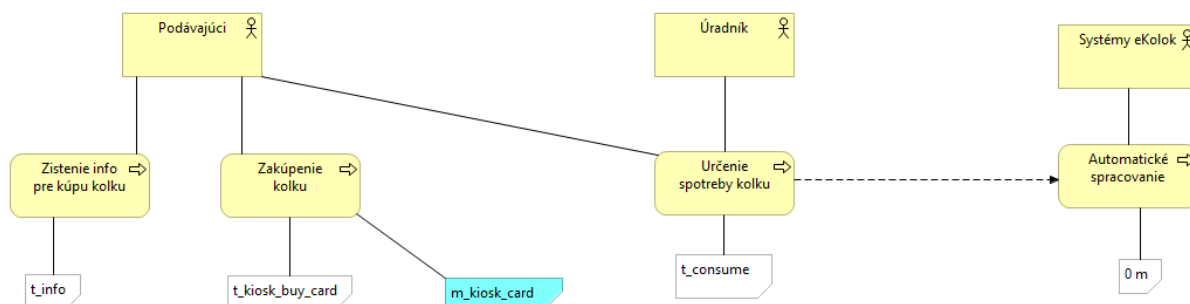 Podávajúci
Úradník
Systémy eKolok
Zistenie info
pre kúpu kolku
Zakúpenie
kolku
Určenie
spotreby kolku
Automatické
spracovanie
t_info
t_kiosk_buy_card
m_kiosk_card
t_consume
0 m